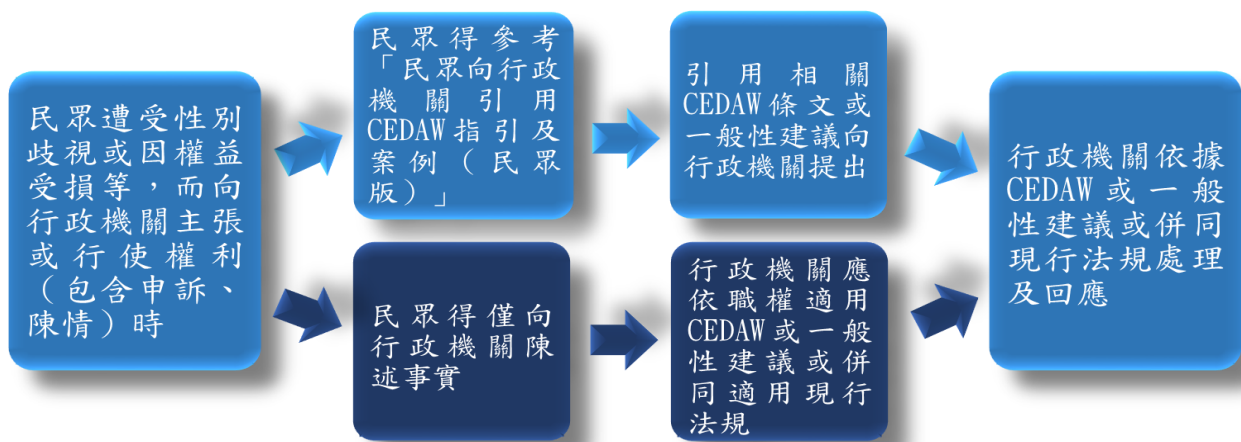 民眾遭受性別
歧視或因權益
受損等，而向
行政機關主張
或行使權利
（包含申訴、
陳情）時
民眾得參考
「民眾向行政
機關引用
CEDAW指引及
案例（民眾
版）」
引用相關
CEDAW條文或
一般性建議向
行政機關提出
民眾得僅向
行政機關陳
述事實
行政機關應
依職權適用
CEDAW或一般
性建議或併
同適用現行
法規
行政機關依據
CEDAW或一般
性建議或併同
現行法規處理
及回應